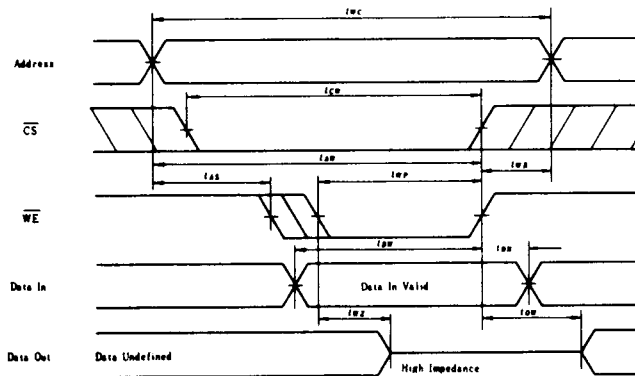 tWC
Address
tCW
CS
tAW
tWR
tAS
tWP
WE
tDW
tDH
Data In
Data In Valid
tWZ
tOW
Data Out
Data Undefined
High Impedance